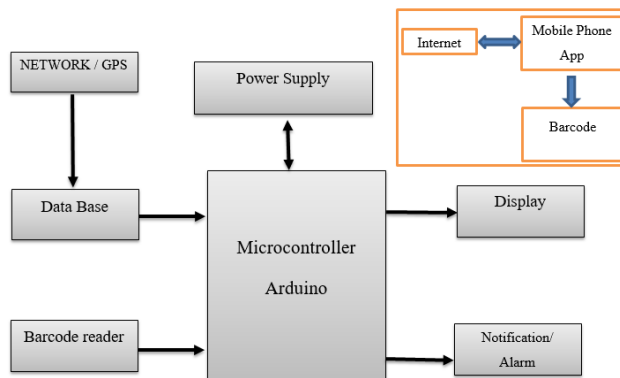 NETWORK / GPS
Power Supply
Internet
Mobile Phone
App
Barcode
Data Base
Microcontroller
Arduino
Display
Barcode reader
Notification/
Alarm